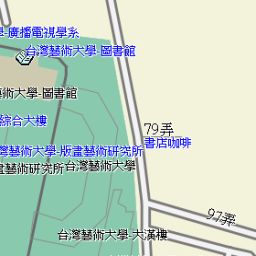 學-廣播電視學系
台灣藝術大學-圖書館
藝術大學-圖書館
綜合大樓
79弄
書店咖啡
灣藝術大學-版畫藝術研究所
畫藝術研究所
台灣藝術大學
97弄
台灣藝術大學-大漢樓